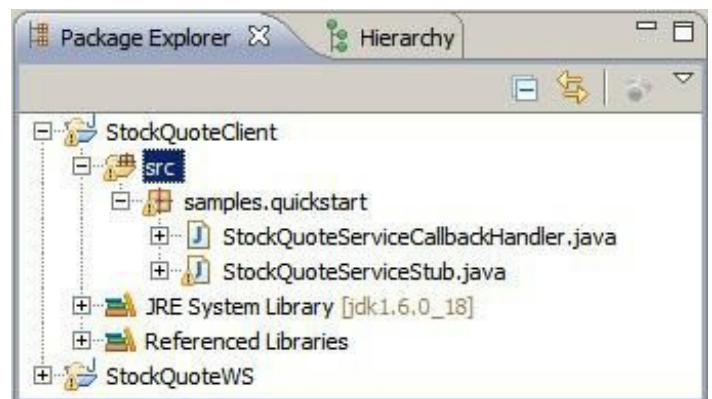 Package Explorer Hierarchy
StockQuoteClient
src
samples.quickstart
StockQuoteServiceCallbackHandler.java
StockQuoteServiceStub.java
JRE System Library [jdk1.6.0_18]
Referenced Libraries
StockQuoteWS